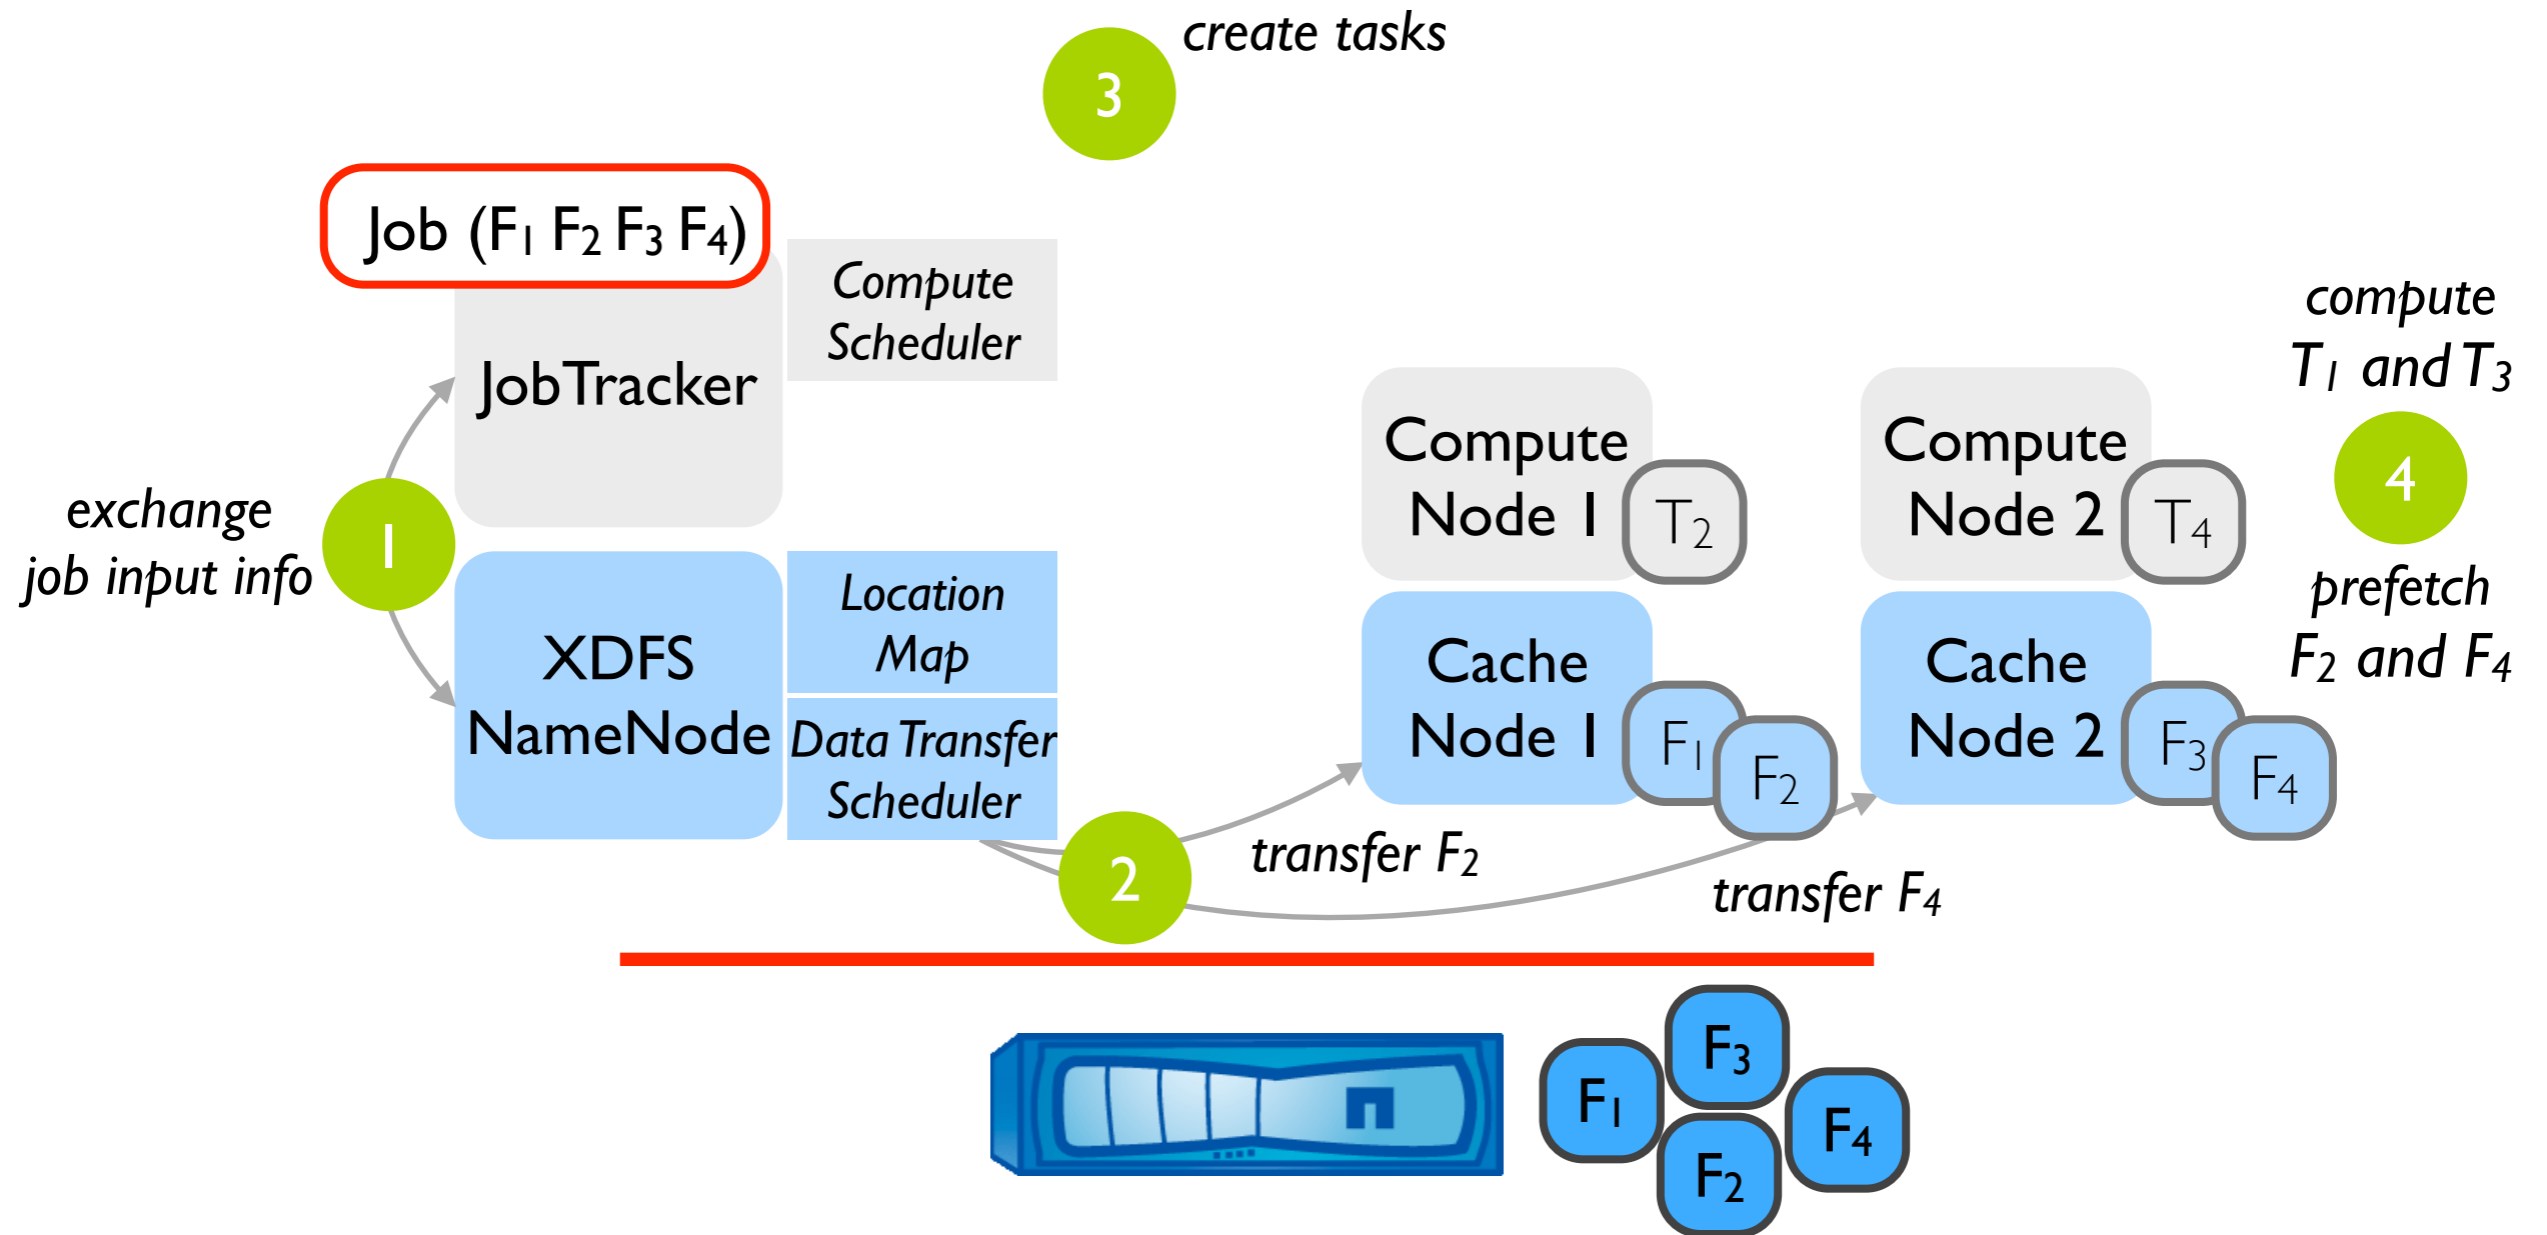 create tasks
3
Job (F1 F2 F3 F4)
Compute
Scheduler
JobTracker
exchange
job input info
1
XDFS
NameNode
Location
Map
Data Transfer
Scheduler
2
transfer F2
transfer F4
Compute
Node 1
T2
Cache
Node 1
F1
F2
Compute
Node 2
T4
Cache
Node 2
F3
F4
compute
T1 and T3
4
prefetch
F2 and F4
F1
F3
F2
F4